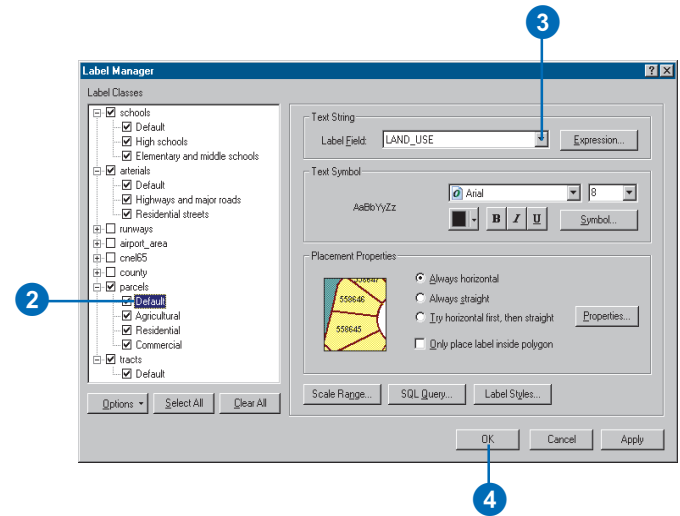 3
Label Manager
Label Classes
schools
Default
High schools
Elementary and middle schools
arterials
Default
Highways and major roads
Residential streets
runways
airport_area
cnel65
county
parcels
2
Default
Agricultural
Residential
Commercial
tracts
Default
Options
Select All
Clear All
Text String
Label Field:
LAND_USE
Expression...
Text Symbol
AaBbYyZz
Arial
8
B I U
Symbol...
Placement Properties
558647
558646
558645
Always horizontal
Always straight
Try horizontal first, then straight
Only place label inside polygon
Properties...
Scale Range...
SQL Query...
Label Styles...
OK
Cancel
Apply
4